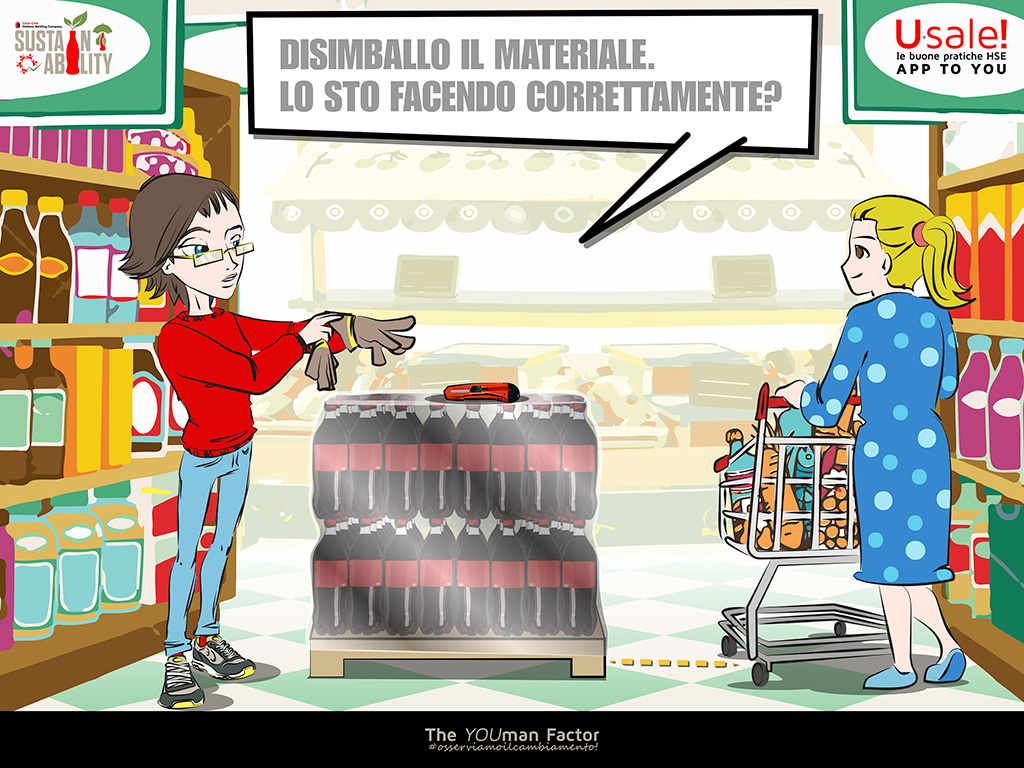 Coca-Cola
Hellenic Bottling Company
SUSTAIN
ABILITY
U·sale!
le buone pratiche HSE
APP TO YOU
DISIMBALLO IL MATERIALE.
LO STO FACENDO CORRETTAMENTE?
The YOUman Factor
#osserviamoilcambiamento!